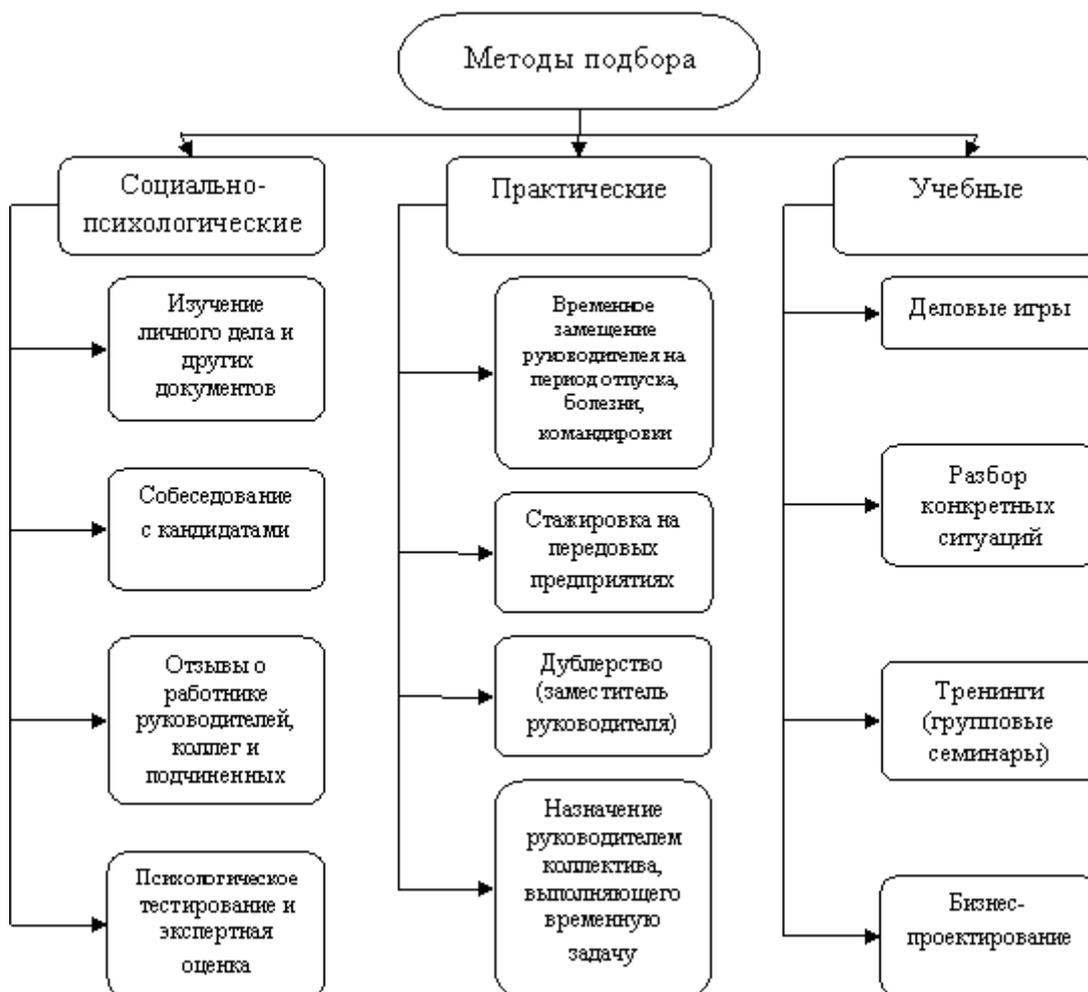 Методы подбора
Социально-
психологические
Изучение
личного дела и
других
документов
Собеседование
с кандидатами
Отзывы о
работнике
руководителей,
коллег и
подчиненных
Психологическое
тестирование и
экспертная
оценка
Практические
Временное
замещение
руководителя на
период отпуска,
болезни,
командировки
Стажировка на
передовых
предприятиях
Дублерство
(заместитель
руководителя)
Назначение
руководителем
коллектива,
выполняющего
временную
задачу
Учебные
Деловые игры
Разбор
конкретных
ситуаций
Тренинги
(групповые
семинары)
Бизнес-
проектирование